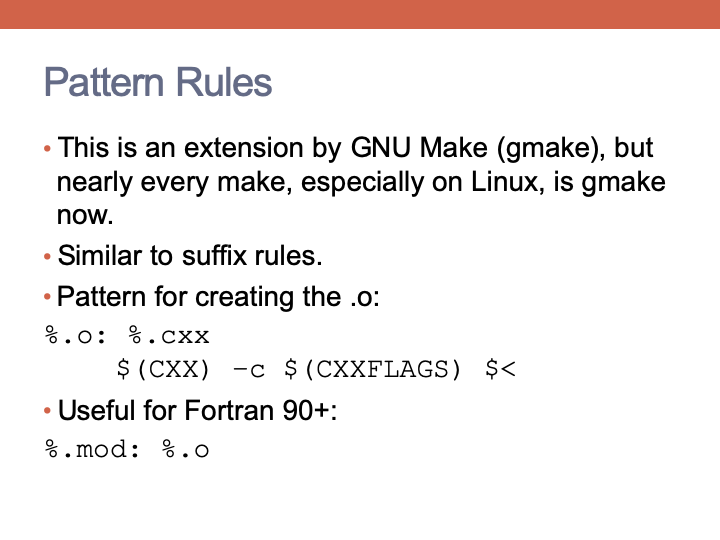 Pattern Rules
• This is an extension by GNU Make (gmake), but
nearly every make, especially on Linux, is gmake
now.
• Similar to suffix rules.
• Pattern for creating the .o:
%.o: %.cxx
$(CXX) –c $(CXXFLAGS) $<
• Useful for Fortran 90+:
%.mod: %.o